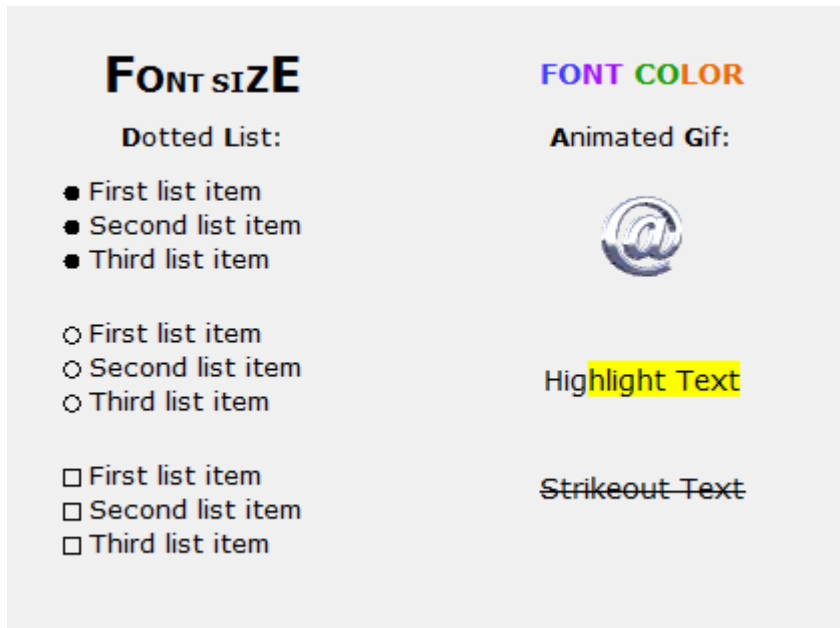 FONT SIZE
Dotted List:
First list item
Second list item
Third list item
First list item
Second list item
Third list item
First list item
Second list item
Third list item
FONT COLOR
Animated Gif:
@
Highlight Text
Strikeout Text